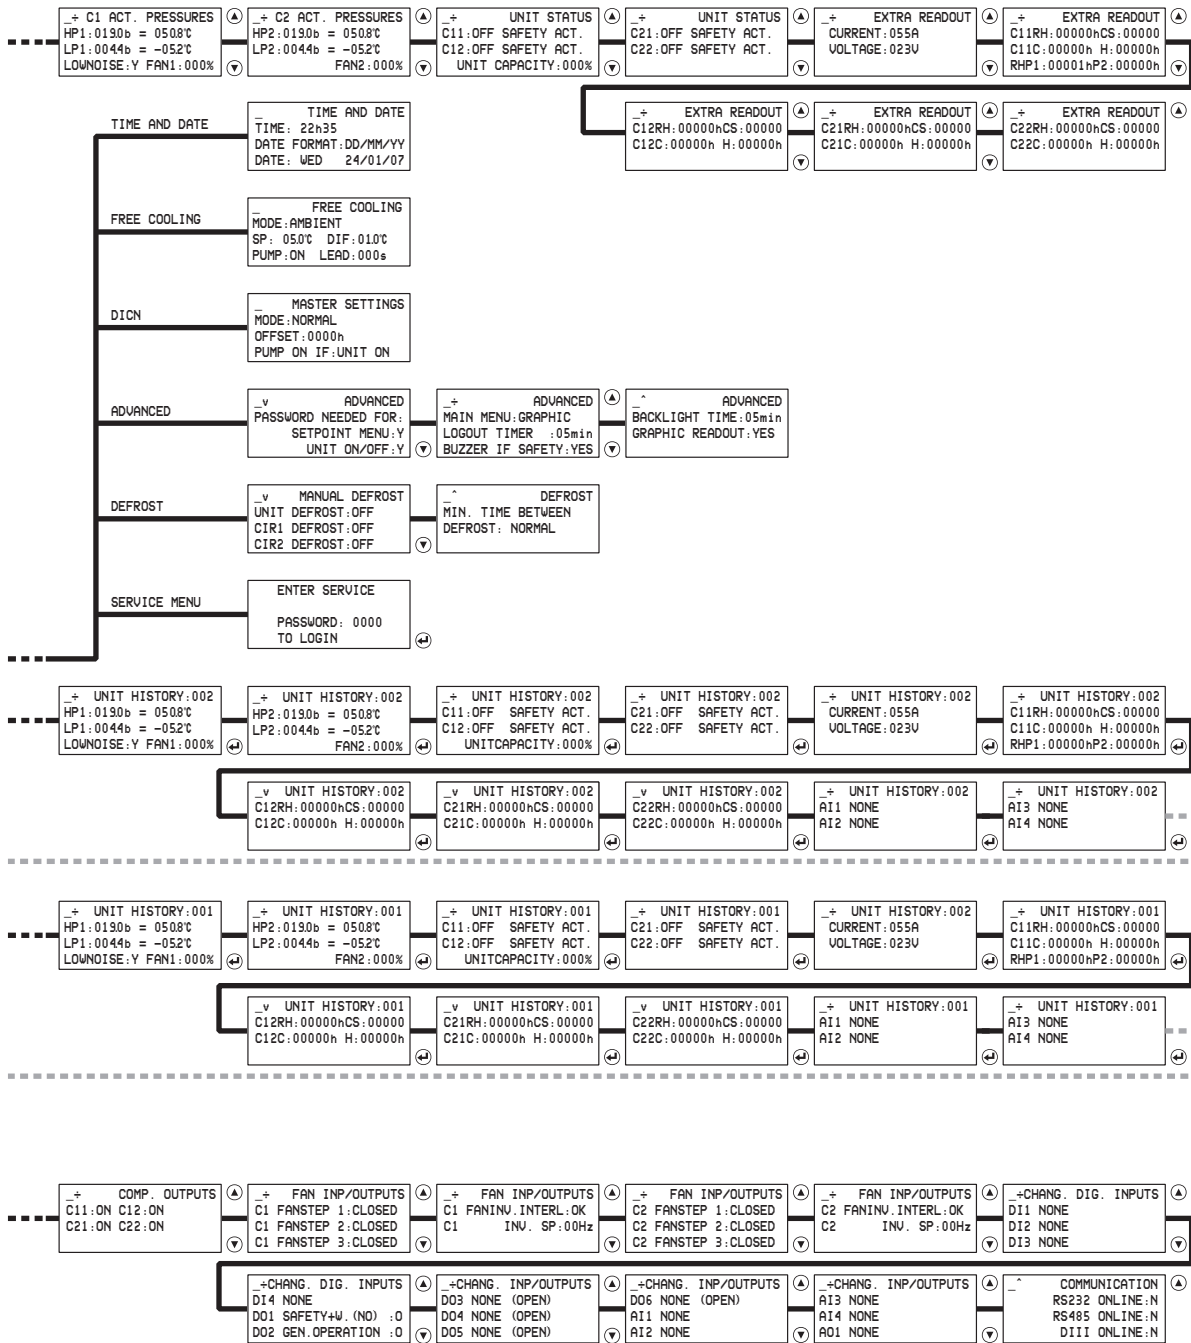 _÷ C1 ACT. PRESSURES
HP1:019.0b = 050.8°C
LP1:004.4b = -05.2°C
LOWNOISE:Y FAN1:000%
_÷ C2 ACT. PRESSURES
HP2:019.0b = 050.8°C
LP2:004.4b = -05.2°C
FAN2:000%
_÷ UNIT STATUS
C11:OFF SAFETY ACT.
C12:OFF SAFETY ACT.
UNIT CAPACITY:000%
_÷ UNIT STATUS
C21:OFF SAFETY ACT.
C22:OFF SAFETY ACT.
_÷ EXTRA READOUT
CURRENT:055A
VOLTAGE:023V
_÷ EXTRA READOUT
C11RH:00000hCS:00000
C11C:00000h H:00000h
RHP1:00001hP2:00000h
_÷ EXTRA READOUT
C12RH:00000hCS:00000
C12C:00000h H:00000h
_÷ EXTRA READOUT
C21RH:00000hCS:00000
C21C:00000h H:00000h
_÷ EXTRA READOUT
C22RH:00000hCS:00000
C22C:00000h H:00000h
TIME AND DATE
_ TIME AND DATE
TIME: 22h35
DATE FORMAT:DD/MM/YY
DATE: WED 24/01/07
FREE COOLING
_ FREE COOLING
MODE:AMBIENT
SP: 05.0°C DIF:01.0°C
PUMP:ON LEAD:000s
DICN
_ MASTER SETTINGS
MODE:NORMAL
OFFSET:0000h
PUMP ON IF:UNIT ON
ADVANCED
_v ADVANCED
PASSWORD NEEDED FOR:
SETPOINT MENU:Y
UNIT ON/OFF:Y
_÷ ADVANCED
MAIN MENU:GRAPHIC
LOGOUT TIMER :05min
BUZZER IF SAFETY:YES
_^ ADVANCED
BACKLIGHT TIME:05min
GRAPHIC READOUT:YES
DEFROST
_v MANUAL DEFROST
UNIT DEFROST:OFF
CIR1 DEFROST:OFF
CIR2 DEFROST:OFF
_^ DEFROST
MIN. TIME BETWEEN
DEFROST: NORMAL
SERVICE MENU
ENTER SERVICE
PASSWORD: 0000
TO LOGIN
_÷ UNIT HISTORY:002
HP1:019.0b = 050.8°C
LP1:004.4b = -05.2°C
LOWNOISE:Y FAN1:000%
_÷ UNIT HISTORY:002
HP2:019.0b = 050.8°C
LP2:004.4b = -05.2°C
FAN2:000%
_÷ UNIT HISTORY:002
C11:OFF SAFETY ACT.
C12:OFF SAFETY ACT.
UNITCAPACITY:000%
_÷ UNIT HISTORY:002
C21:OFF SAFETY ACT.
C22:OFF SAFETY ACT.
_÷ UNIT HISTORY:002
CURRENT:055A
VOLTAGE:023V
_÷ UNIT HISTORY:002
C11RH:00000hCS:00000
C11C:00000h H:00000h
RHP1:00000hP2:00000h
_v UNIT HISTORY:002
C12RH:00000hCS:00000
C12C:00000h H:00000h
_v UNIT HISTORY:002
C21RH:00000hCS:00000
C21C:00000h H:00000h
_v UNIT HISTORY:002
C22RH:00000hCS:00000
C22C:00000h H:00000h
_÷ UNIT HISTORY:002
AI1 NONE
AI2 NONE
_÷ UNIT HISTORY:002
AI3 NONE
AI4 NONE
_÷ UNIT HISTORY:001
HP1:019.0b = 050.8°C
LP1:004.4b = -05.2°C
LOWNOISE:Y FAN1:000%
_÷ UNIT HISTORY:001
HP2:019.0b = 050.8°C
LP2:004.4b = -05.2°C
FAN2:000%
_÷ UNIT HISTORY:001
C11:OFF SAFETY ACT.
C12:OFF SAFETY ACT.
UNITCAPACITY:000%
_÷ UNIT HISTORY:001
C21:OFF SAFETY ACT.
C22:OFF SAFETY ACT.
_÷ UNIT HISTORY:002
CURRENT:055A
VOLTAGE:023V
_÷ UNIT HISTORY:001
C11RH:00000hCS:00000
C11C:00000h H:00000h
RHP1:00000hP2:00000h
_v UNIT HISTORY:001
C12RH:00000hCS:00000
C12C:00000h H:00000h
_v UNIT HISTORY:001
C21RH:00000hCS:00000
C21C:00000h H:00000h
_v UNIT HISTORY:001
C22RH:00000hCS:00000
C22C:00000h H:00000h
_÷ UNIT HISTORY:001
AI1 NONE
AI2 NONE
_÷ UNIT HISTORY:001
AI3 NONE
AI4 NONE
_÷ COMP. OUTPUTS
C11:ON C12:ON
C21:ON C22:ON
_÷ FAN INP/OUTPUTS
C1 FANSTEP 1:CLOSED
C1 FANSTEP 2:CLOSED
C1 FANSTEP 3:CLOSED
_÷ FAN INP/OUTPUTS
C1 FANINV.INTERL:OK
C1 INV. SP:00Hz
_÷ FAN INP/OUTPUTS
C2 FANSTEP 1:CLOSED
C2 FANSTEP 2:CLOSED
C2 FANSTEP 3:CLOSED
_÷ FAN INP/OUTPUTS
C2 FANINV.INTERL:OK
C2 INV. SP:00Hz
_÷CHANG. DIG. INPUTS
DI1 NONE
DI2 NONE
DI3 NONE
_÷CHANG. DIG. INPUTS
DI4 NONE
DO1 SAFETY+W.(NO) :O
DO2 GEN.OPERATION :O
_÷CHANG. INP/OUTPUTS
DO3 NONE (OPEN)
DO4 NONE (OPEN)
DO5 NONE (OPEN)
_÷CHANG. INP/OUTPUTS
DO6 NONE (OPEN)
AI1 NONE
AI2 NONE
_÷CHANG. INP/OUTPUTS
AI3 NONE
AI4 NONE
AO1 NONE
_^ COMMUNICATION
RS232 ONLINE:N
RS485 ONLINE:N
DIII ONLINE:N